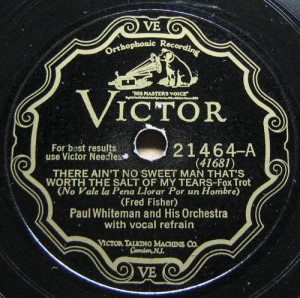 VE
Orthophonic Recording
"HIS MASTER'S VOICE"
VICTOR
For best results
use Victor Needles
21464-A
(41681)
THERE AIN'T NO SWEET MAN THAT'S
WORTH THE SALT OF MY TEARS-Fox Trot
(No Vale la Pena Llorar Por un Hombre)
(Fred Fisher)
Paul Whiteman and His Orchestra
with vocal refrain
VICTOR TALKING MACHINE CO.
Camden, N.J.
VE